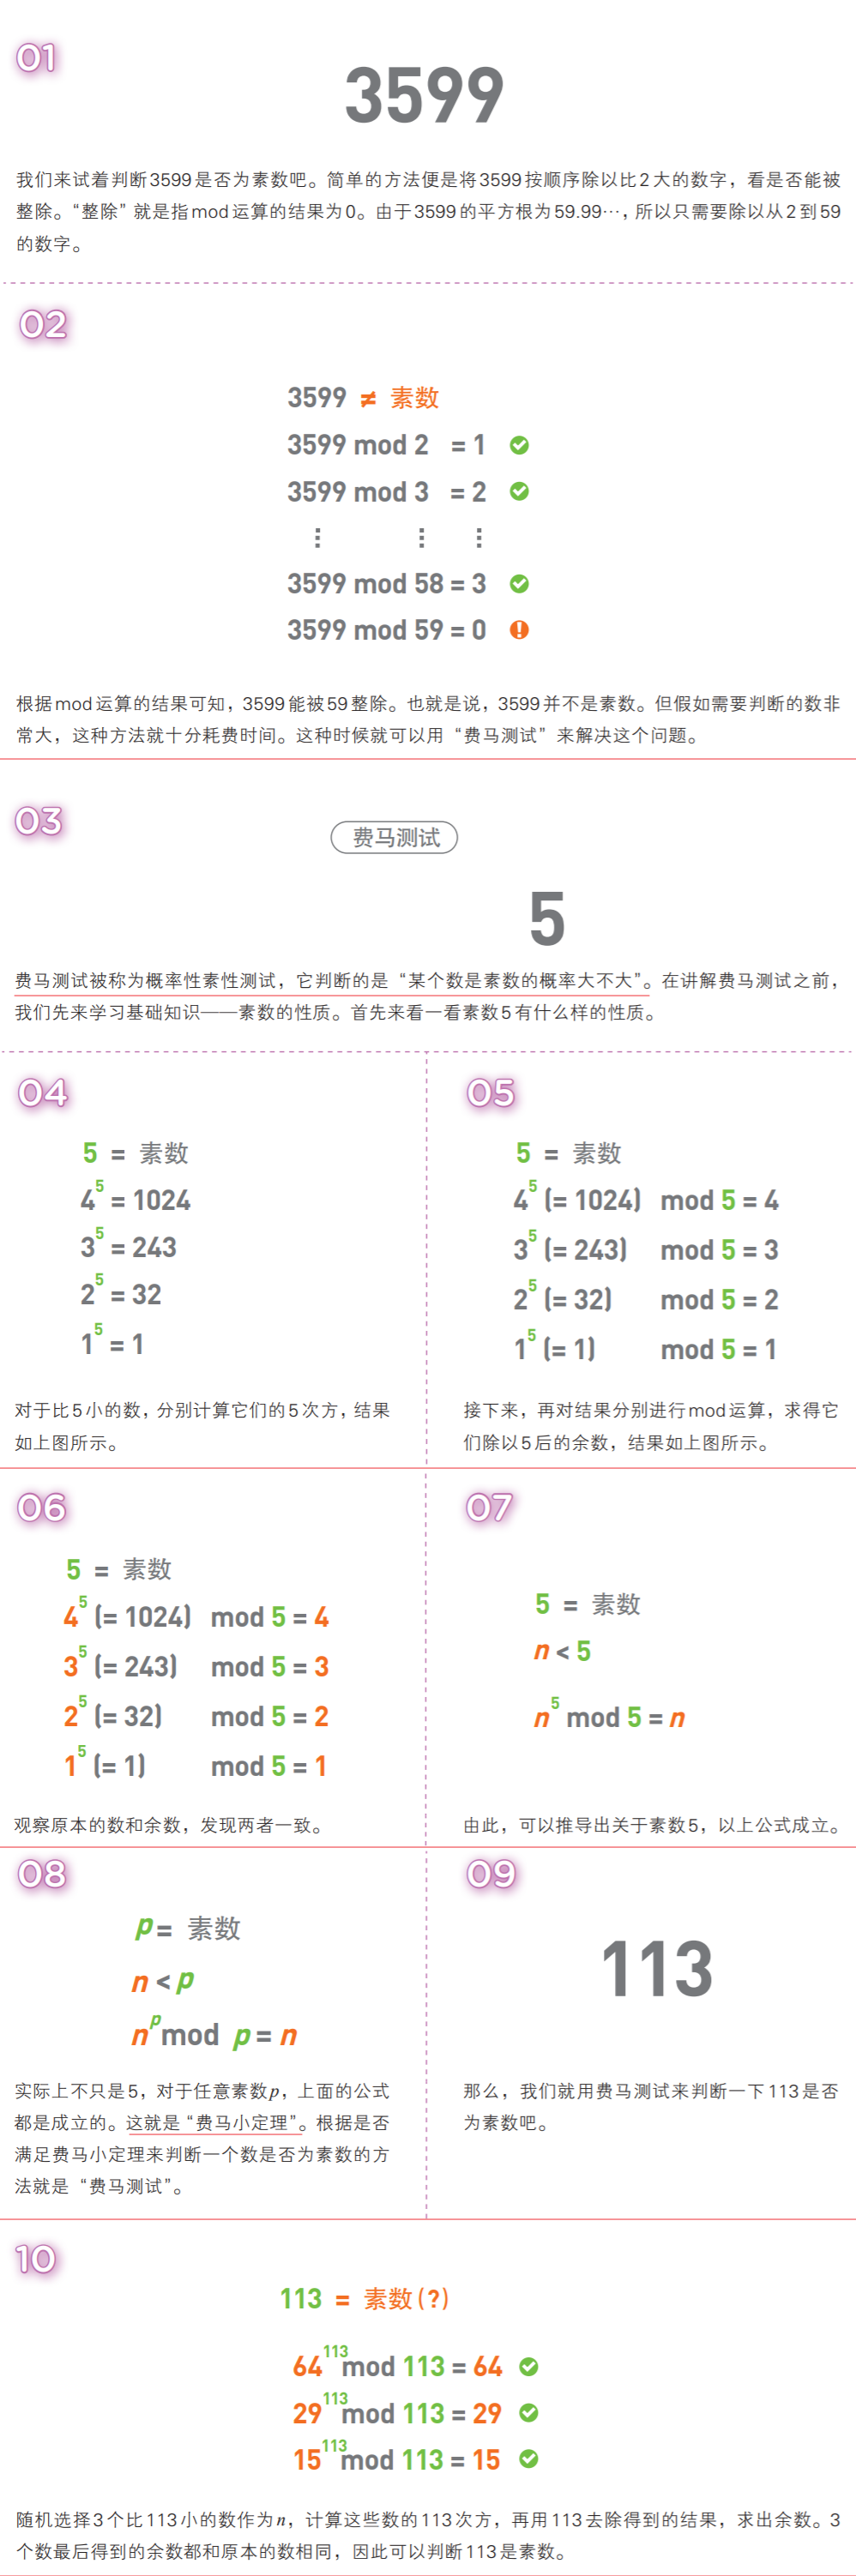 01
3599
我们来试着判断3599是否为素数吧。简单的方法便是将3599按顺序除以比2大的数字，看是否能被
整除。“整除”就是指mod运算的结果为0。由于3599的平方根为59.99…，所以只需要除以从2到59
的数字。
02
3599 ≠ 素数
3599 mod 2 = 1
3599 mod 3 = 2
⋮ ⋮ ⋮
3599 mod 58 = 3
3599 mod 59 = 0
根据mod运算的结果可知，3599能被59整除。也就是说，3599并不是素数。但假如需要判断的数非
常大，这种方法就十分耗费时间。这种时候就可以用“费马测试”来解决这个问题。
03
费马测试
5
费马测试被称为概率性素性测试，它判断的是“某个数是素数的概率大不大”。在讲解费马测试之前，
我们先来学习基础知识——素数的性质。首先来看一看素数5有什么样的性质。
04
5 = 素数
4⁵ = 1024
3⁵ = 243
2⁵ = 32
1⁵ = 1
对于比5小的数，分别计算它们的5次方，结果
如上图所示。
05
5 = 素数
4⁵ (= 1024) mod 5 = 4
3⁵ (= 243) mod 5 = 3
2⁵ (= 32) mod 5 = 2
1⁵ (= 1) mod 5 = 1
接下来，再对结果分别进行mod运算，求得它
们除以5后的余数，结果如上图所示。
06
5 = 素数
4⁵ (= 1024) mod 5 = 4
3⁵ (= 243) mod 5 = 3
2⁵ (= 32) mod 5 = 2
1⁵ (= 1) mod 5 = 1
观察原本的数和余数，发现两者一致。
07
5 = 素数
n < 5
n⁵ mod 5 = n
由此，可以推导出关于素数5，以上公式成立。
08
p = 素数
n < p
nᵖ mod p = n
实际上不只是5，对于任意素数p，上面的公式
都是成立的。这就是“费马小定理”。根据是否
满足费马小定理来判断一个数是否为素数的方
法就是“费马测试”。
09
113
那么，我们就用费马测试来判断一下113是否
为素数吧。
10
113 = 素数(?)
64¹¹³ mod 113 = 64
29¹¹³ mod 113 = 29
15¹¹³ mod 113 = 15
随机选择3个比113小的数作为n，计算这些数的113次方，再用113去除得到的结果，求出余数。3
个数最后得到的余数都和原本的数相同，因此可以判断113是素数。